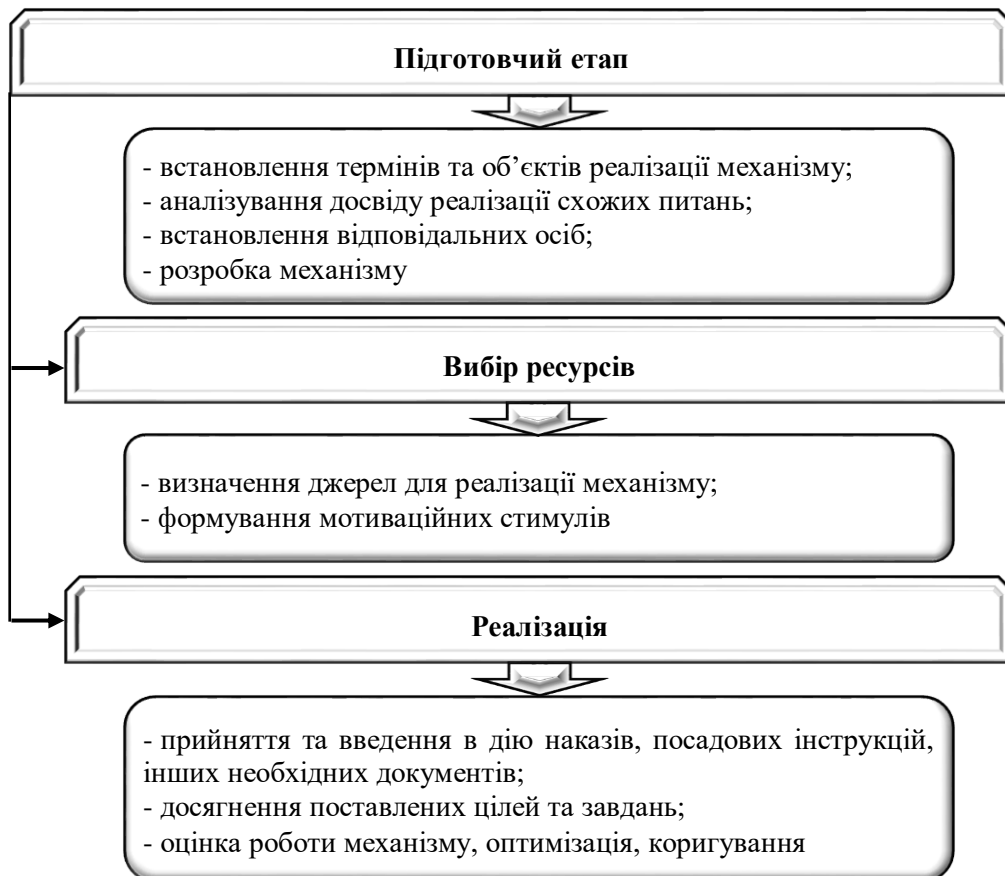 Підготовчий етап
- встановлення термінів та об’єктів реалізації механізму;
- аналізування досвіду реалізації схожих питань;
- встановлення відповідальних осіб;
- розробка механізму
Вибір ресурсів
- визначення джерел для реалізації механізму;
- формування мотиваційних стимулів
Реалізація
- прийняття та введення в дію наказів, посадових інструкцій,
інших необхідних документів;
- досягнення поставлених цілей та завдань;
- оцінка роботи механізму, оптимізація, коригування